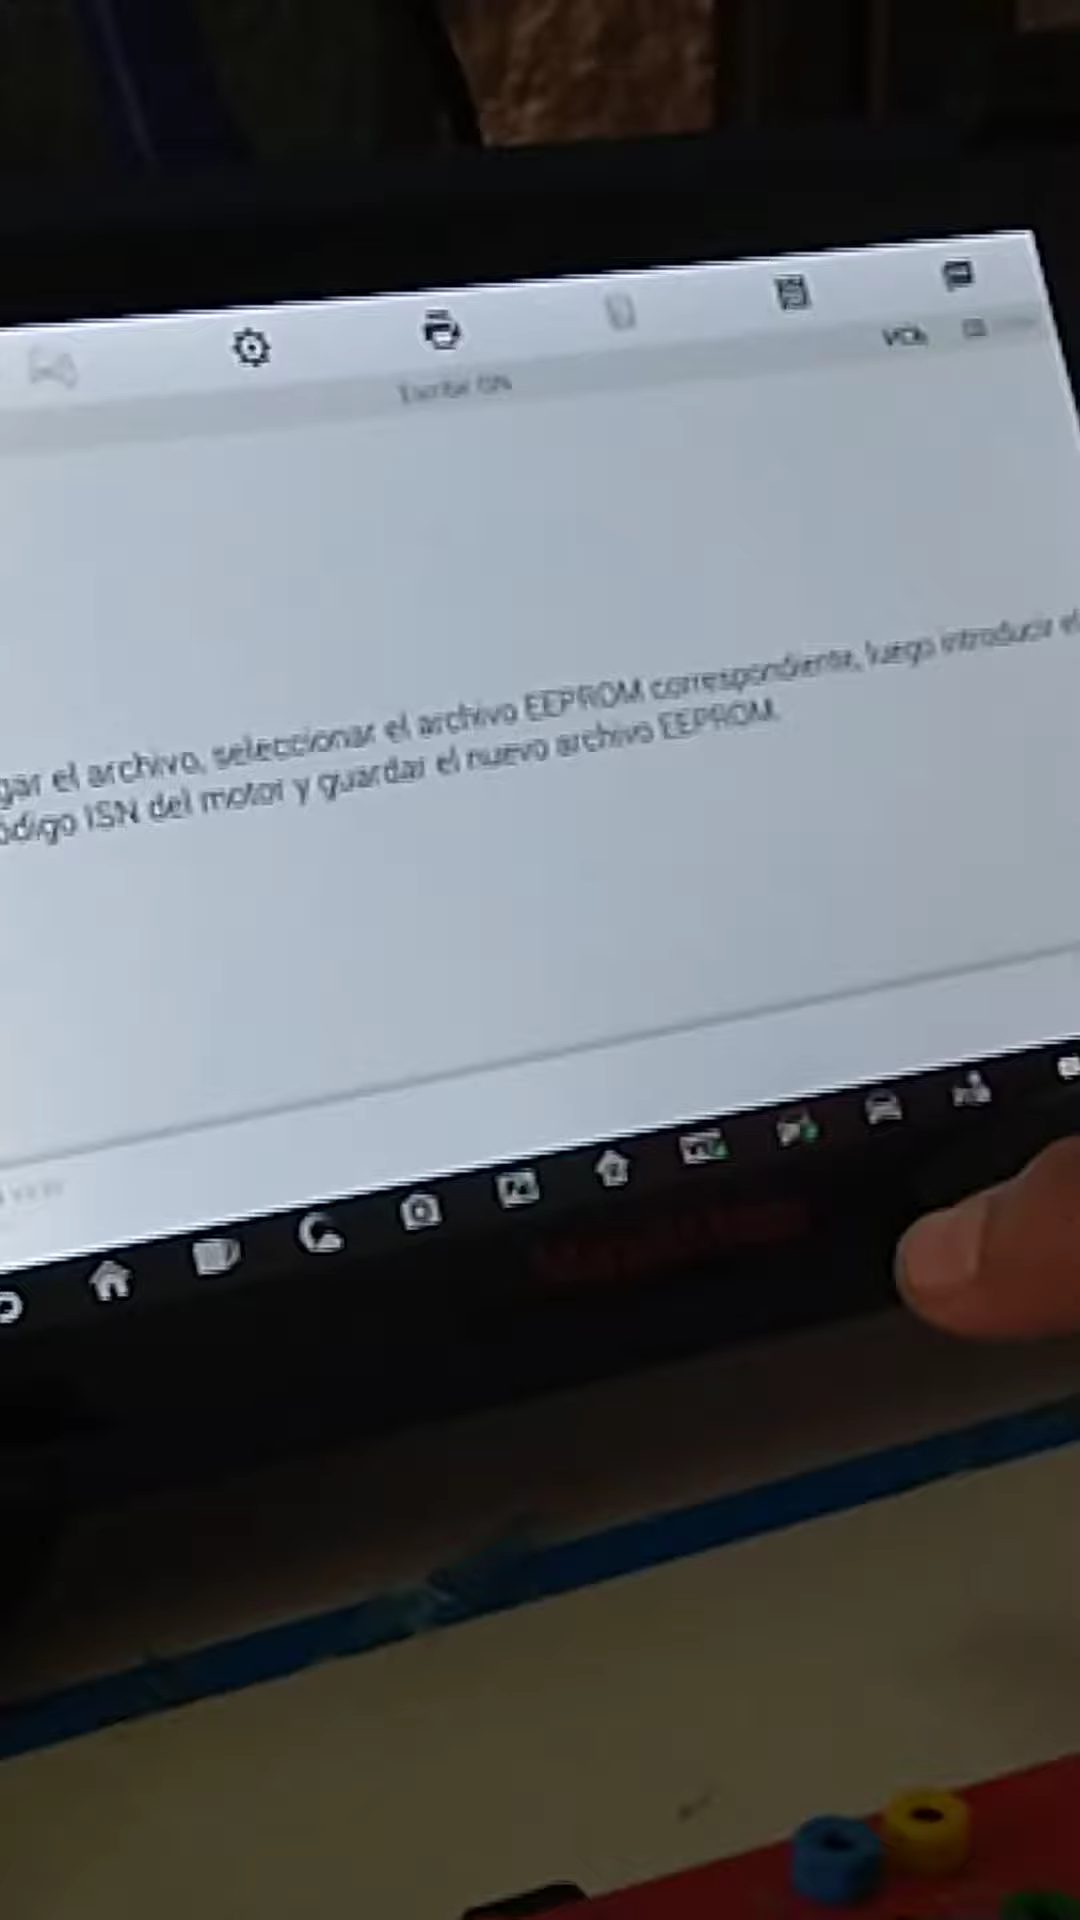 Escribir ISN
VCI
gar el archivo, seleccionar el archivo EEPROM correspondiente, luego introducir el
ódigo ISN del motor y guardar el nuevo archivo EEPROM.